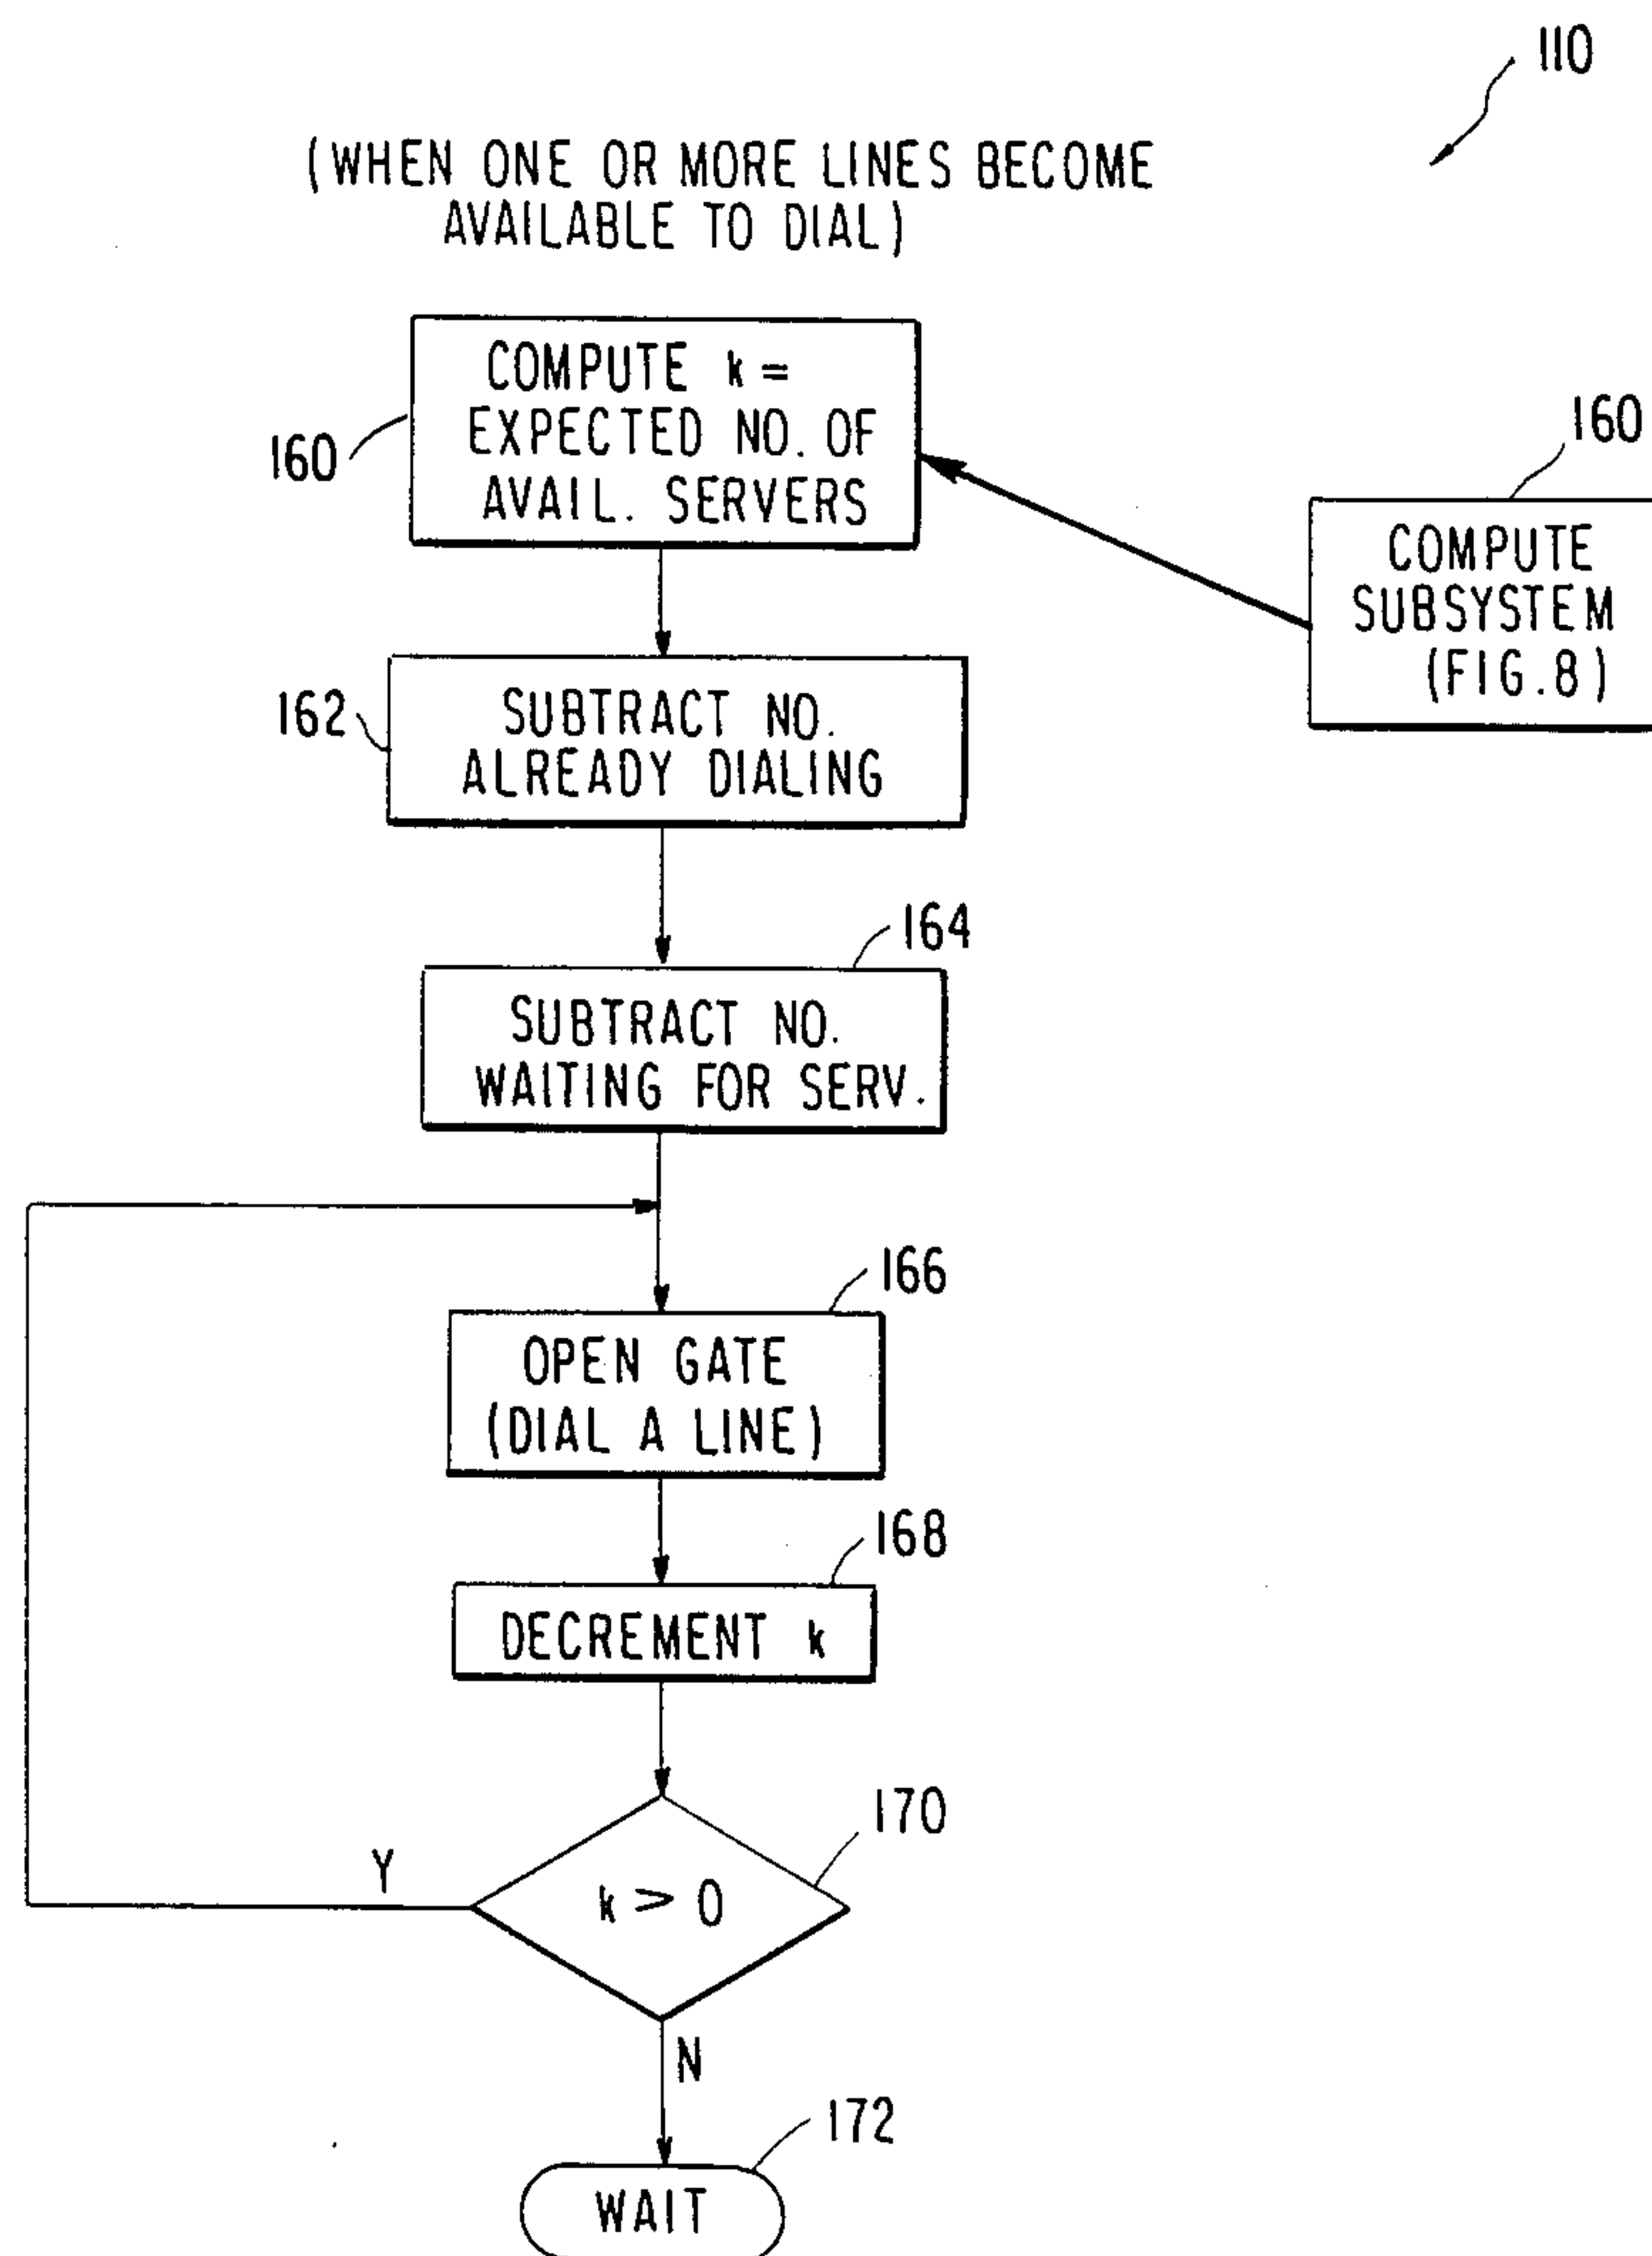 110
(WHEN ONE OR MORE LINES BECOME
AVAILABLE TO DIAL)
160
COMPUTE k =
EXPECTED NO. OF
AVAIL. SERVERS
160
COMPUTE
SUBSYSTEM
(FIG.8)
162
SUBTRACT NO.
ALREADY DIALING
164
SUBTRACT NO.
WAITING FOR SERV.
166
OPEN GATE
(DIAL A LINE)
168
DECREMENT k
170
k > 0
Y
N
172
WAIT